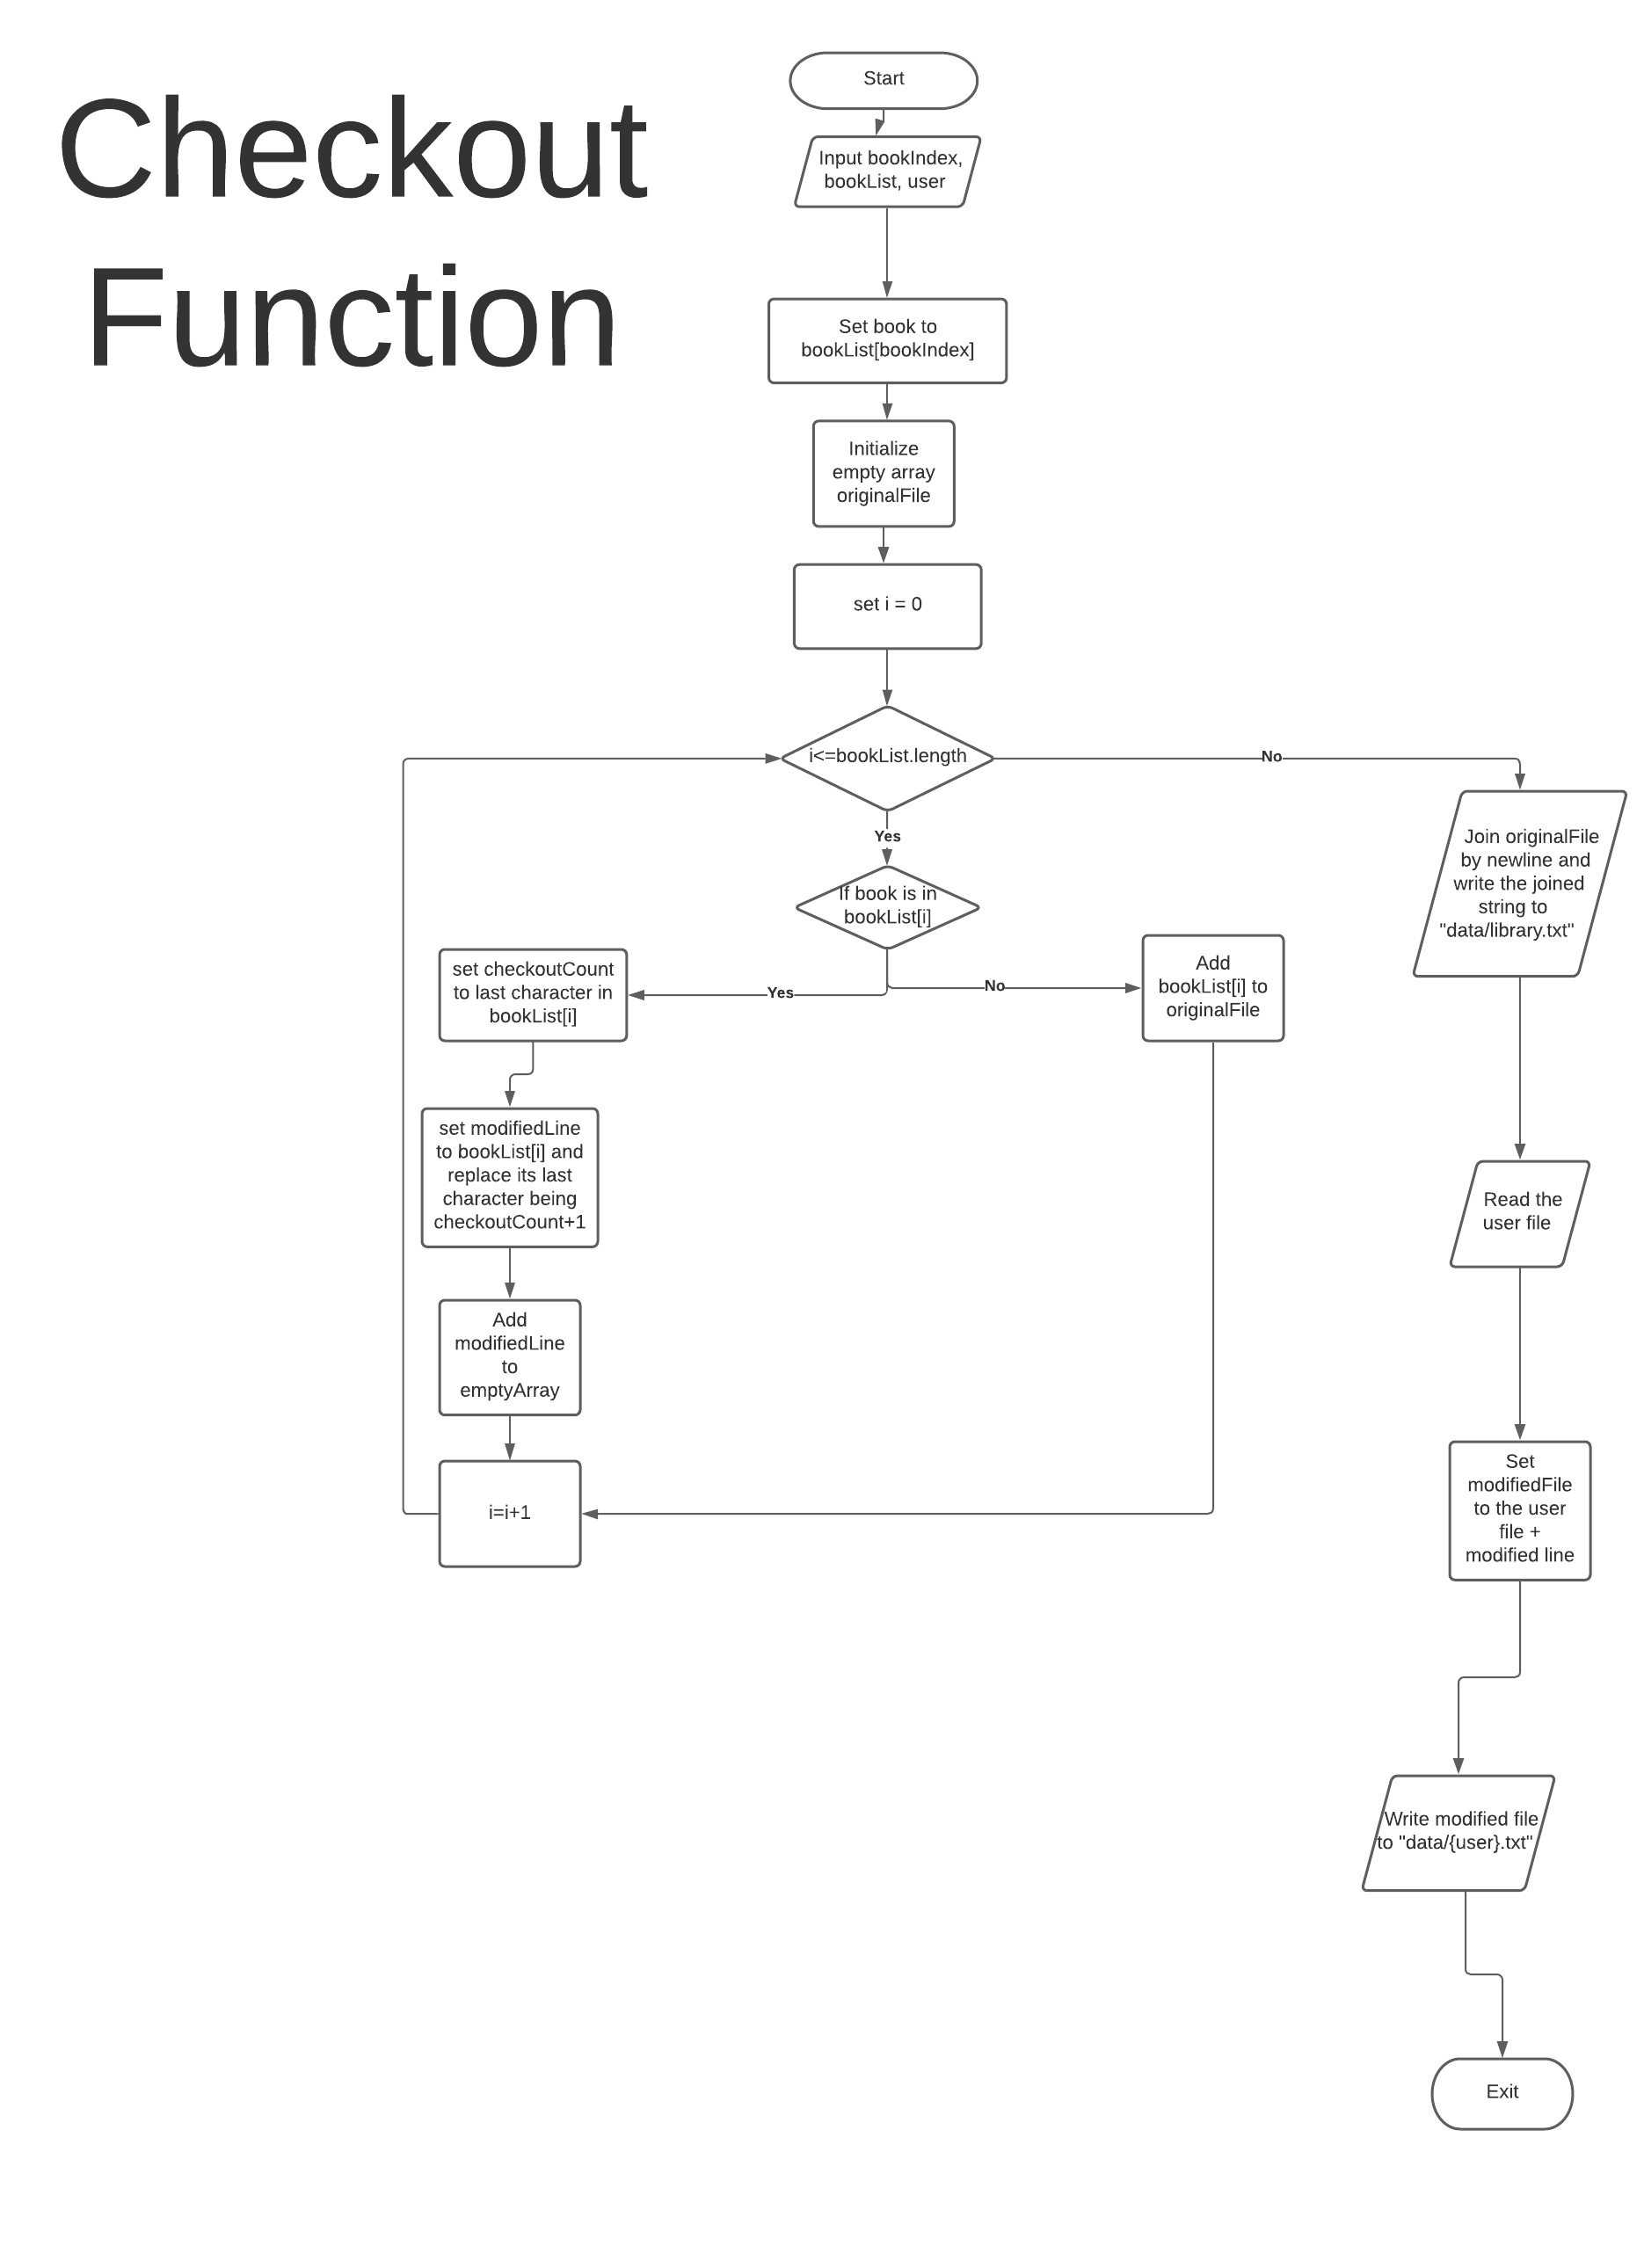 Checkout
Function
Start
Input bookIndex,
bookList, user
Set book to
bookList[bookIndex]
Initialize
empty array
originalFile
set i = 0
i<=bookList.length
No
Yes
If book is in
bookList[i]
Yes
No
set checkoutCount
to last character in
bookList[i]
set modifiedLine
to bookList[i] and
replace its last
character being
checkoutCount+1
Add
modifiedLine
to
emptyArray
i=i+1
Add
bookList[i] to
originalFile
Join originalFile
by newline and
write the joined
string to
"data/library.txt"
Read the
user file
Set
modifiedFile
to the user
file +
modified line
Write modified file
to "data/{user}.txt"
Exit